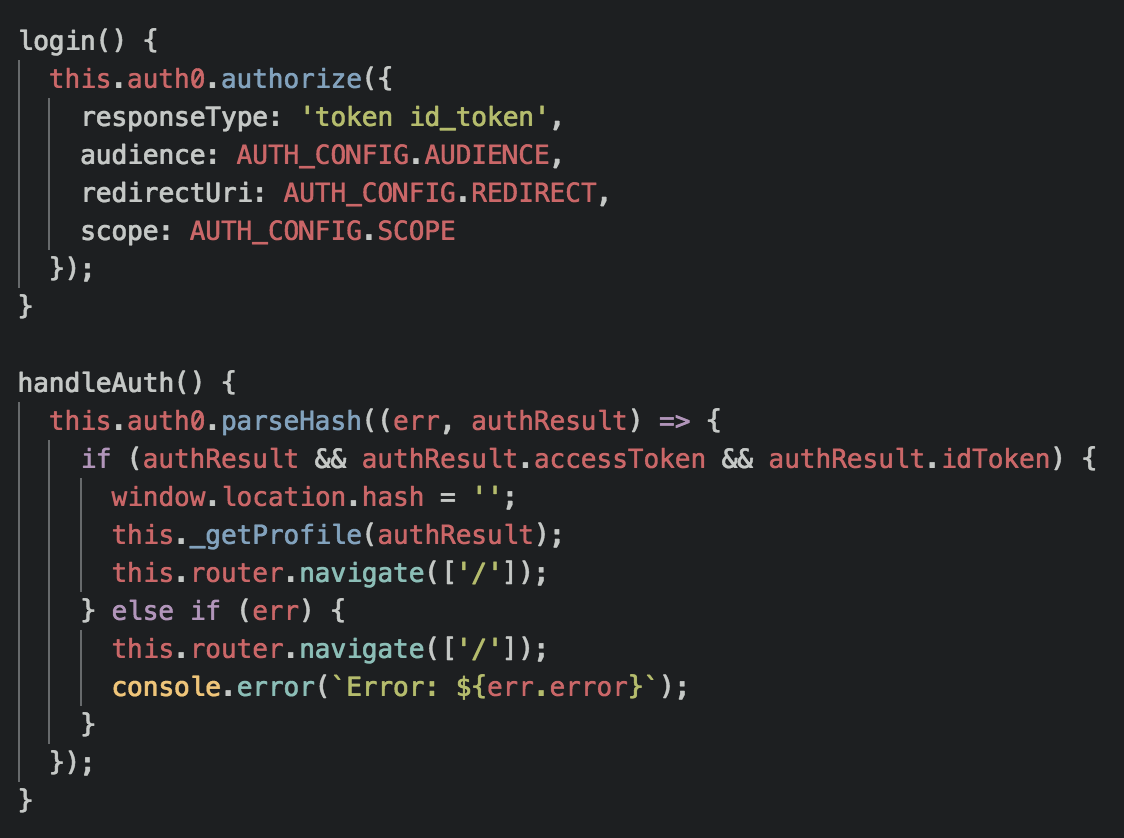 login() {
  this.auth0.authorize({
    responseType: 'token id_token',
    audience: AUTH_CONFIG.AUDIENCE,
    redirectUri: AUTH_CONFIG.REDIRECT,
    scope: AUTH_CONFIG.SCOPE
  });
}

handleAuth() {
  this.auth0.parseHash((err, authResult) => {
    if (authResult && authResult.accessToken && authResult.idToken) {
      window.location.hash = '';
      this._getProfile(authResult);
      this.router.navigate(['/']);
    } else if (err) {
      this.router.navigate(['/']);
      console.error(`Error: ${err.error}`);
    }
  });
}